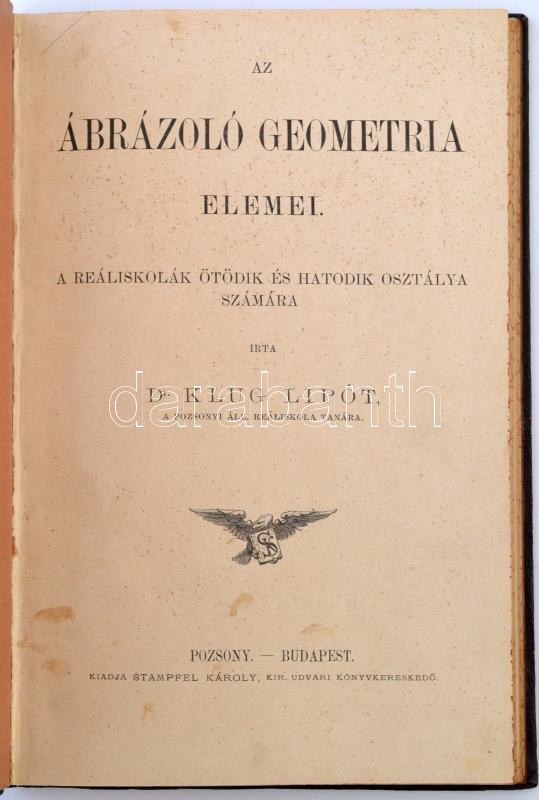 AZ
ÁBRÁZOLÓ GEOMETRIA
ELEMEI.
A REÁLISKOLÁK ÖTÖDIK ÉS HATODIK OSZTÁLYA
SZÁMÁRA
IRTA
Dr. KLUG LIPÓT,
A POZSONYI ÁLL. REÁLISKOLA TANÁRA.
darabanth
POZSONY. — BUDAPEST.
KIADJA STAMPFEL KÁROLY, KIR. UDVARI KÖNYVKERESKEDŐ.